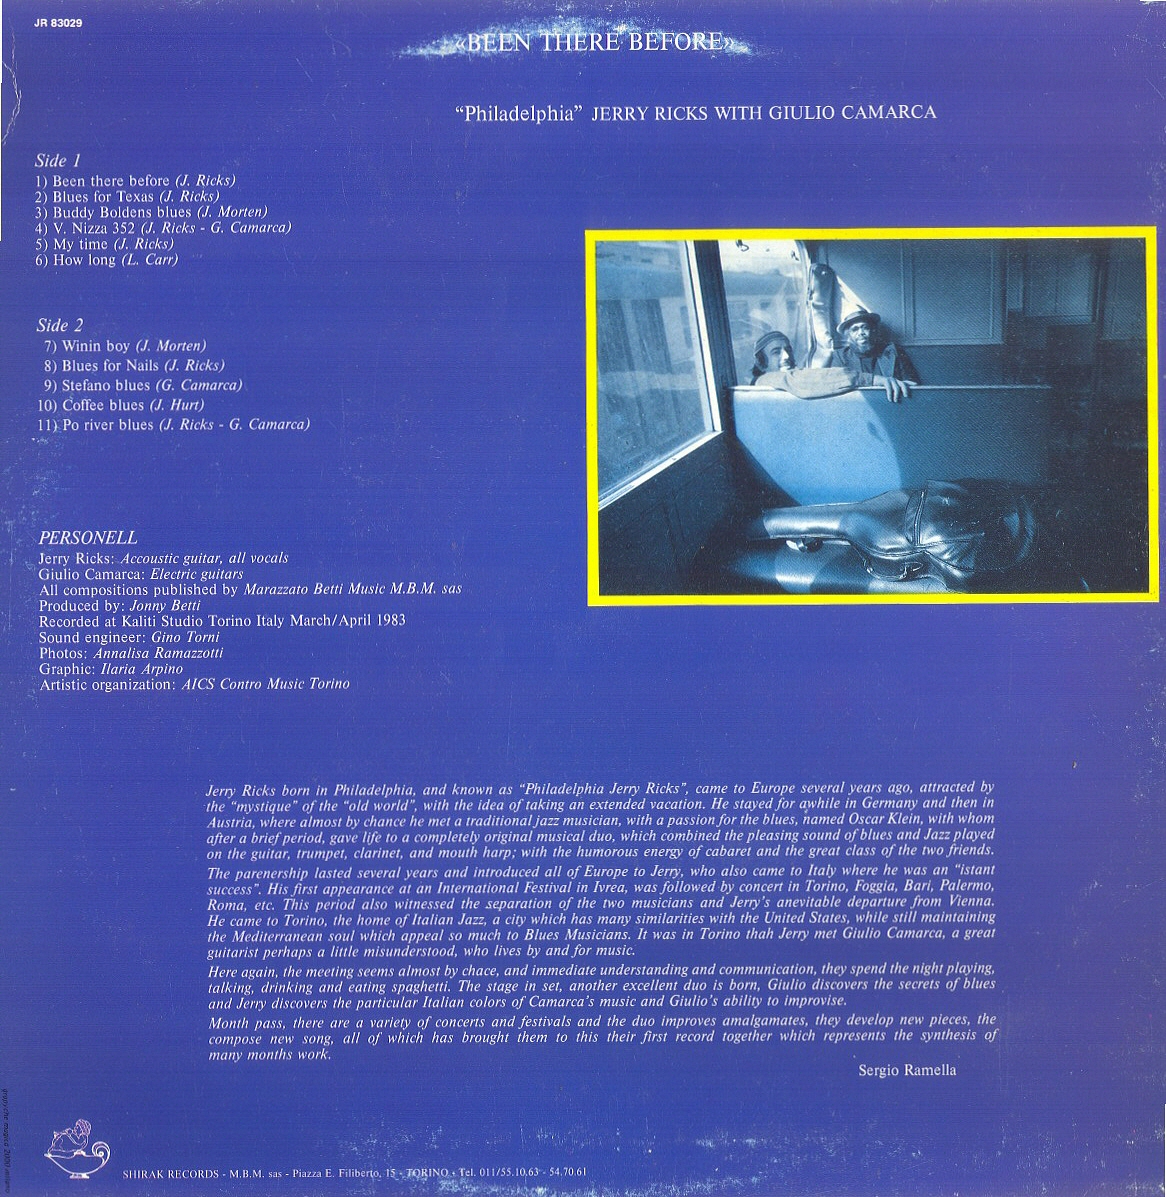 JR 83029
«BEEN THERE BEFORE»
“Philadelphia” JERRY RICKS WITH GIULIO CAMARCA
Side 1
1) Been there before (J. Ricks)
2) Blues for Texas (J. Ricks)
3) Buddy Boldens blues (J. Morten)
4) V. Nizza 352 (J. Ricks - G. Camarca)
5) My time (J. Ricks)
6) How long (L. Carr)
Side 2
7) Winin boy (J. Morten)
8) Blues for Nails (J. Ricks)
9) Stefano blues (G. Camarca)
10) Coffee blues (J. Hurt)
11) Po river blues (J. Ricks - G. Camarca)
PERSONELL
Jerry Ricks: Accoustic guitar, all vocals
Giulio Camarca: Electric guitars
All compositions published by Marazzato Betti Music M.B.M. sas
Produced by: Jonny Betti
Recorded at Kaliti Studio Torino Italy March/April 1983
Sound engineer: Gino Torni
Photos: Annalisa Ramazzotti
Graphic: Ilaria Arpino
Artistic organization: AICS Contro Music Torino
Jerry Ricks born in Philadelphia, and known as “Philadelphia Jerry Ricks”, came to Europe several years ago, attracted by
the “mystique” of the “old world”, with the idea of taking an extended vacation. He stayed for awhile in Germany and then in
Austria, where almost by chance he met a traditional jazz musician, with a passion for the blues, named Oscar Klein, with whom
after a brief period, gave life to a completely original musical duo, which combined the pleasing sound of blues and Jazz played
on the guitar, trumpet, clarinet, and mouth harp; with the humorous energy of cabaret and the great class of the two friends.
The parenership lasted several years and introduced all of Europe to Jerry, who also came to Italy where he was an “istant
success”. His first appearance at an International Festival in Ivrea, was followed by concert in Torino, Foggia, Bari, Palermo,
Roma, etc. This period also witnessed the separation of the two musicians and Jerry’s anevitable departure from Vienna.
He came to Torino, the home of Italian Jazz, a city which has many similarities with the United States, while still maintaining
the Mediterranean soul which appeal so much to Blues Musicians. It was in Torino thah Jerry met Giulio Camarca, a great
guitarist perhaps a little misunderstood, who lives by and for music.
Here again, the meeting seems almost by chace, and immediate understanding and communication, they spend the night playing,
talking, drinking and eating spaghetti. The stage in set, another excellent duo is born, Giulio discovers the secrets of blues
and Jerry discovers the particular Italian colors of Camarca’s music and Giulio’s ability to improvise.
Month pass, there are a variety of concerts and festivals and the duo improves amalgamates, they develop new pieces, the
compose new song, all of which has brought them to this their first record together which represents the synthesis of
many months work.
Sergio Ramella
SHIRAK RECORDS - M.B.M. sas - Piazza E. Filiberto, 15 - TORINO - Tel. 011/55.10.63 - 54.70.61